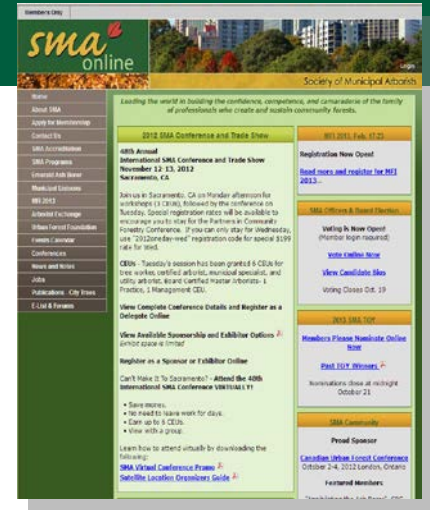 Members Only
sma
online
Login
Society of Municipal Arborists
Leading the world in building the confidence, competence, and camaraderie of the family
of professionals who create and sustain community forests.
Home
About SMA
Apply for Membership
Contact Us
SMA Accreditation
SMA Programs
Emerald Ash Borer
Municipal Liaisons
MFI 2013
Arborist Exchange
Urban Forest Foundation
Events Calendar
Conferences
News and Notes
Jobs
Publications - City Trees
E-List & Forums
2012 SMA Conference and Trade Show
48th Annual
International SMA Conference and Trade Show
November 12-13, 2012
Sacramento, CA
Join us in Sacramento, CA on Monday afternoon for
workshops (3 CEUs), followed by the conference on
Tuesday. Special registration rates will be available to
encourage you to stay for the Partners in Community
Forestry Conference. If you can only stay for Wednesday,
use "2012oneday-wed" registration code for special $199
rate for Wed.
CEUs - Tuesday's session has been granted 6 CEUs for
tree worker, certified arborist, municipal specialist, and
utility arborist, Board Certified Master Arborists- 1
Practice, 1 Management CEU.
View Complete Conference Details and Register as a
Delegate Online
View Available Sponsorship and Exhibitor Options
Exhibit space is limited
Register as a Sponsor or Exhibitor Online
Can't Make It To Sacramento? - Attend the 48th
International SMA Conference VIRTUALLY!
• Save money.
• No need to leave work for days.
• Earn up to 6 CEUs.
• View with a group.
Learn how to attend virtually by downloading the
following:
SMA Virtual Conference Promo
Satellite Location Organizers Guide
MFI 2013, Feb. 17-23
Registration Now Open!
Read more and register for MFI
2013...
SMA Officers & Board Election
Voting is Now Open!
(Member login required)
Vote Online Now
View Candidate Bios
Voting Closes Oct. 19
2013 SMA TOY
Members Please Nominate Online
Now
Past TOY Winners
Nominations close at midnight
October 21
SMA Community
Proud Sponsor
Canadian Urban Forest Conference
October 2-4, 2012 London, Ontario
Featured Members